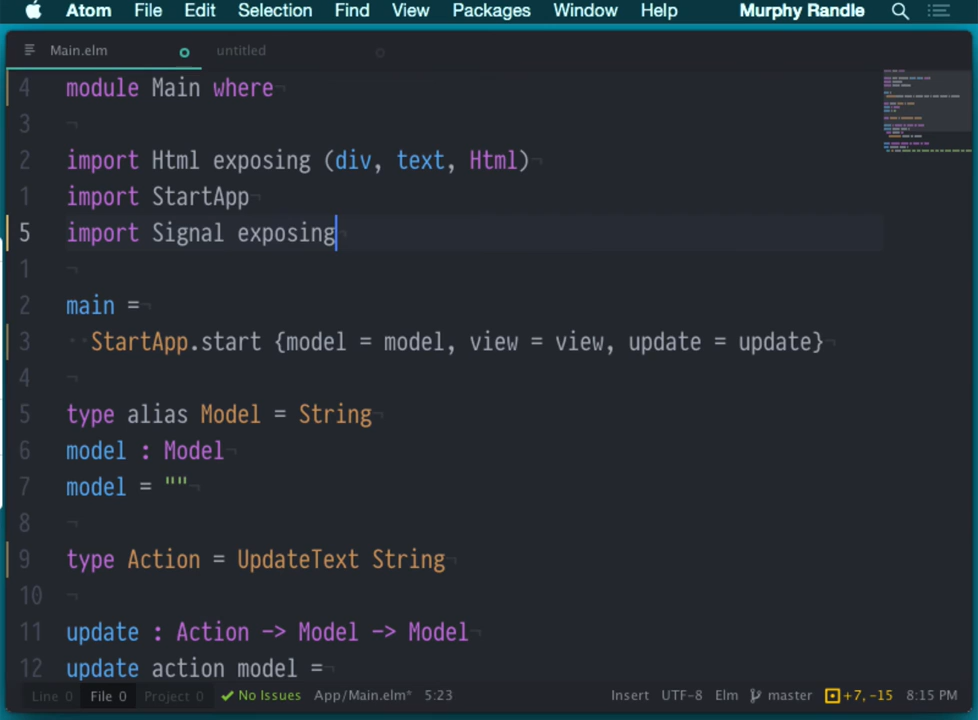 Atom File Edit Selection Find View Packages Window Help Murphy Randle
Main.elm untitled
4 module Main where
3
2 import Html exposing (div, text, Html)
1 import StartApp
5 import Signal exposing
1
2 main =
3 StartApp.start {model = model, view = view, update = update}
4
5 type alias Model = String
6 model : Model
7 model = ""
8
9 type Action = UpdateText String
10
11 update : Action -> Model -> Model
12 update action model =
Line 0 File 0 Project 0 No Issues App/Main.elm* 5:23 Insert UTF-8 Elm master +7, -15 8:15 PM